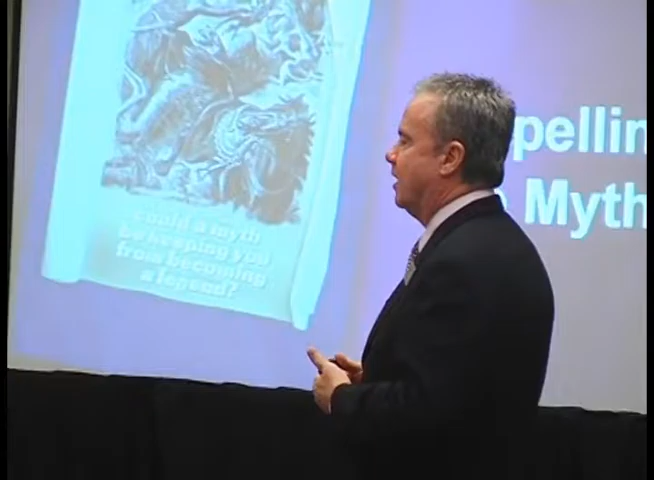 could a myth
be keeping you
from becoming
a legend?
pellin
Myth